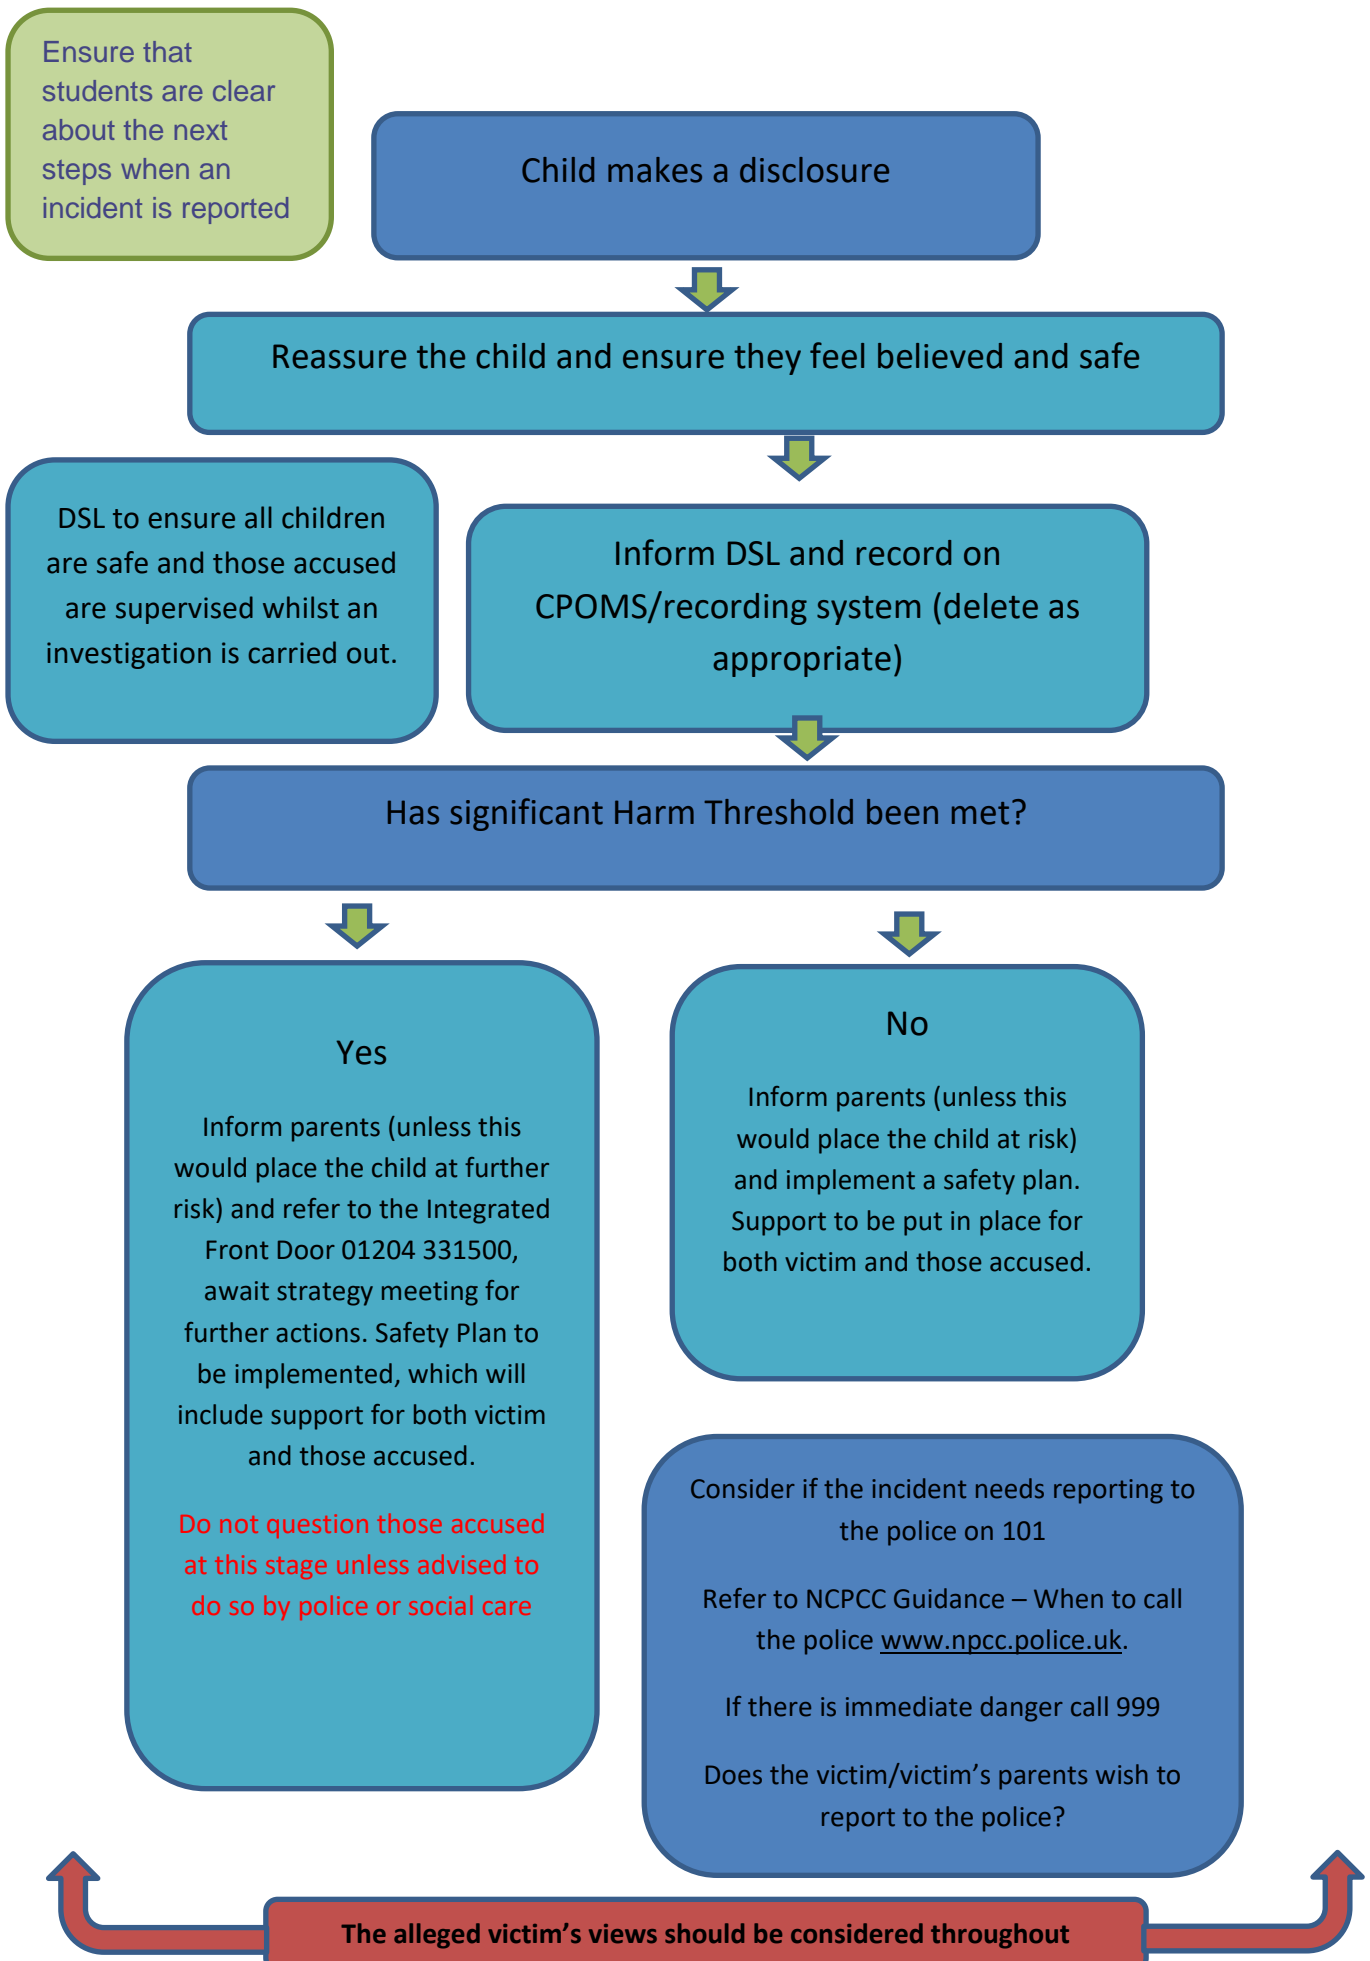 Ensure that
students are clear
about the next
steps when an
incident is reported
Child makes a disclosure
Reassure the child and ensure they feel believed and safe
DSL to ensure all children
are safe and those accused
are supervised whilst an
investigation is carried out.
Inform DSL and record on
CPOMS/recording system (delete as
appropriate)
Has significant Harm Threshold been met?
Yes
Inform parents (unless this
would place the child at further
risk) and refer to the Integrated
Front Door 01204 331500,
await strategy meeting for
further actions. Safety Plan to
be implemented, which will
include support for both victim
and those accused.
Do not question those accused
at this stage unless advised to
do so by police or social care
No
Inform parents (unless this
would place the child at risk)
and implement a safety plan.
Support to be put in place for
both victim and those accused.
Consider if the incident needs reporting to
the police on 101
Refer to NCPCC Guidance – When to call
the police www.npcc.police.uk.
If there is immediate danger call 999
Does the victim/victim’s parents wish to
report to the police?
The alleged victim’s views should be considered throughout